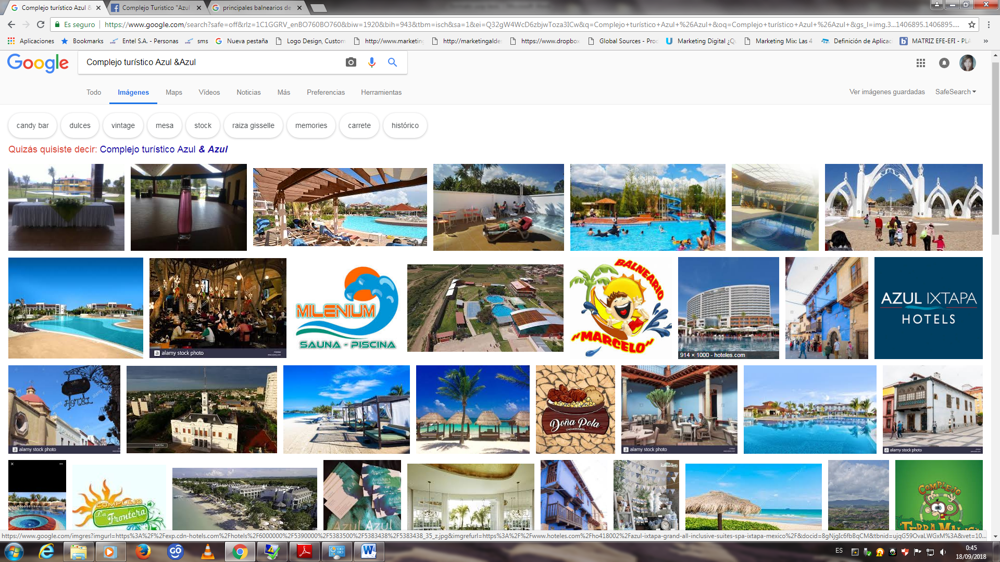 Complejo turístico Azul &
Complejo Turistico "Azul
principales balnearios de
Es seguro
https://www.google.com/search?safe=off&rlz=1C1GGRV_enBO760BO760&biw=1920&bih=943&tbm=isch&sa=1&ei=Q32gW4WcD6zbjwToza3ICw&q=Complejo+turístico+Azul+%26Azul+&oq=Complejo+turístico+Azul+%26Azul+&gs_l=img.3...1406895.1406895....
Aplicaciones
Bookmarks
Entel S.A. - Personas
sms
Nueva pestaña
Logo Design, Custom
http://www.marketing
http://marketingalde
https://www.dropbox
Global Sources - Pro
Marketing Digital ¿Q
Marketing Mix: Las 4
Definición de Aplicac
MATRIZ EFE-EFI - PLA
Google
Complejo turístico Azul &Azul
Todo
Imágenes
Maps
Vídeos
Noticias
Más
Preferencias
Herramientas
Ver imágenes guardadas
SafeSearch
candy bar
dulces
vintage
mesa
stock
raiza gisselle
memories
carrete
histórico
Quizás quisiste decir: Complejo turístico Azul & Azul
a alamy stock photo
MILENIUM
SAUNA - PISCINA
BALNEARIO
"MARCELO"
914 × 1000 - hoteles.com
AZUL IXTAPA
HOTELS
HOTEL
a alamy stock photo
Doña Pola
a alamy stock photo
a alamy stock photo
COMPLEJO
La Frontera
Azul Azul
kamalion
COMPLEJO
TERRA MALIGA
https://www.google.com/imgres?imgurl=https%3A%2F%2Fexp.cdn-hotels.com%2Fhotels%2F6000000%2F5390000%2F5383500%2F5383438%2F5383438_35_z.jpg&imgrefurl=https%3A%2F%2Fwww.hoteles.com%2Fho418002%2Fazul-ixtapa-grand-all-inclusive-suites-spa-ixtapa-mexico%2F&docid=8gNjgIc6fbBqCM&tbnid=ujqG59OvaLWGxM%3A&vet=10...
GO
ES
0:45
18/09/2018